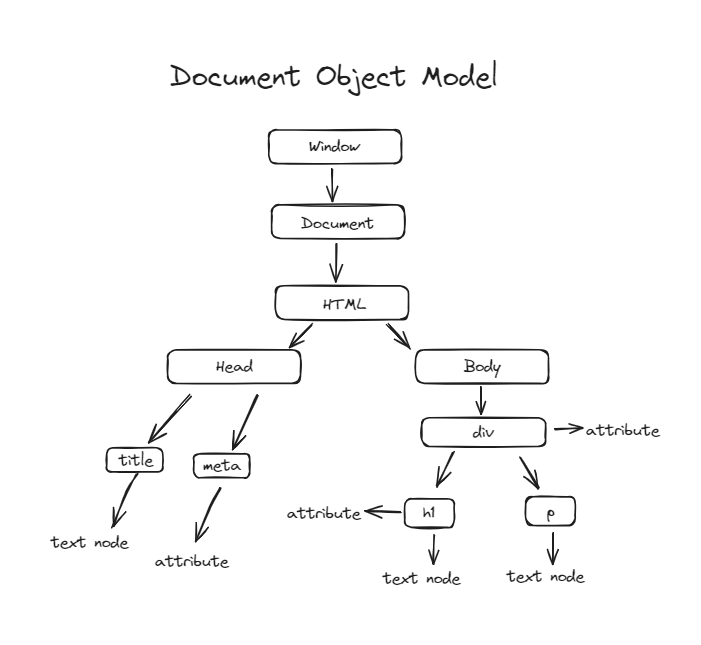 Document Object Model
Window
Document
HTML
Head
Body
div
attribute
title
meta
attribute
h1
p
text node
attribute
text node
text node